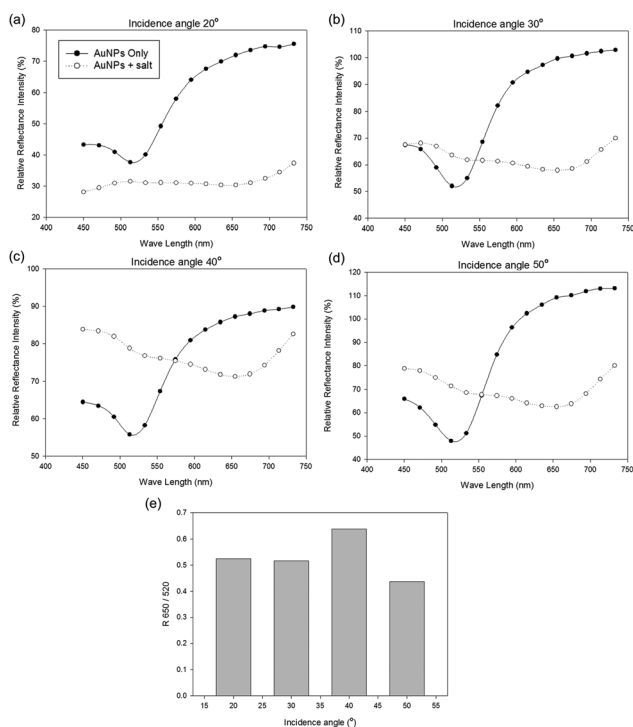 (a)
Incidence angle 20°
Relative Reflectance Intensity (%)
80
70
60
50
40
30
20
AuNPs Only
AuNPs + salt
400 450 500 550 600 650 700 750
Wave Length (nm)
(b)
Incidence angle 30°
Relative Reflectance Intensity (%)
110
100
90
80
70
60
50
40
400 450 500 550 600 650 700 750
Wave Length (nm)
(c)
Incidence angle 40°
Relative Reflectance Intensity (%)
100
90
80
70
60
50
400 450 500 550 600 650 700 750
Wave Length (nm)
(d)
Incidence angle 50°
Relative Reflectance Intensity (%)
120
110
100
90
80
70
60
50
40
400 450 500 550 600 650 700 750
Wave Length (nm)
(e)
R 650 / 520
0.7
0.6
0.5
0.4
0.3
0.2
0.1
0.0
15 20 25 30 35 40 45 50 55
Incidence angle (°)